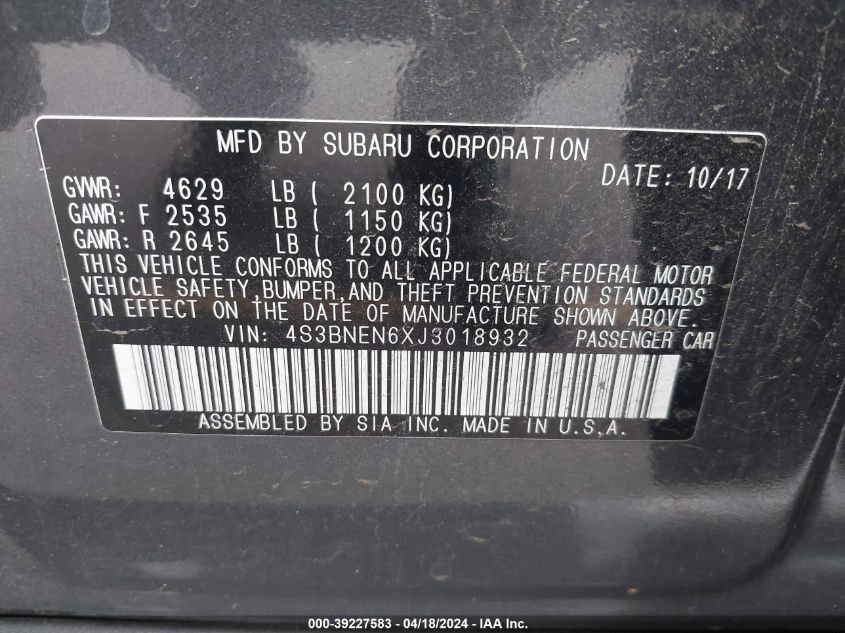 MFD BY SUBARU CORPORATION
DATE: 10/17
GVWR: 4629 LB ( 2100 KG)
GAWR: F 2535 LB ( 1150 KG)
GAWR: R 2645 LB ( 1200 KG)
THIS VEHICLE CONFORMS TO ALL APPLICABLE FEDERAL MOTOR
VEHICLE SAFETY, BUMPER, AND THEFT PREVENTION STANDARDS
IN EFFECT ON THE DATE OF MANUFACTURE SHOWN ABOVE.
VIN: 4S3BNEN6XJ3018932 PASSENGER CAR
ASSEMBLED BY SIA INC. MADE IN U.S.A.
000-39227583 - 04/18/2024 - IAA Inc.